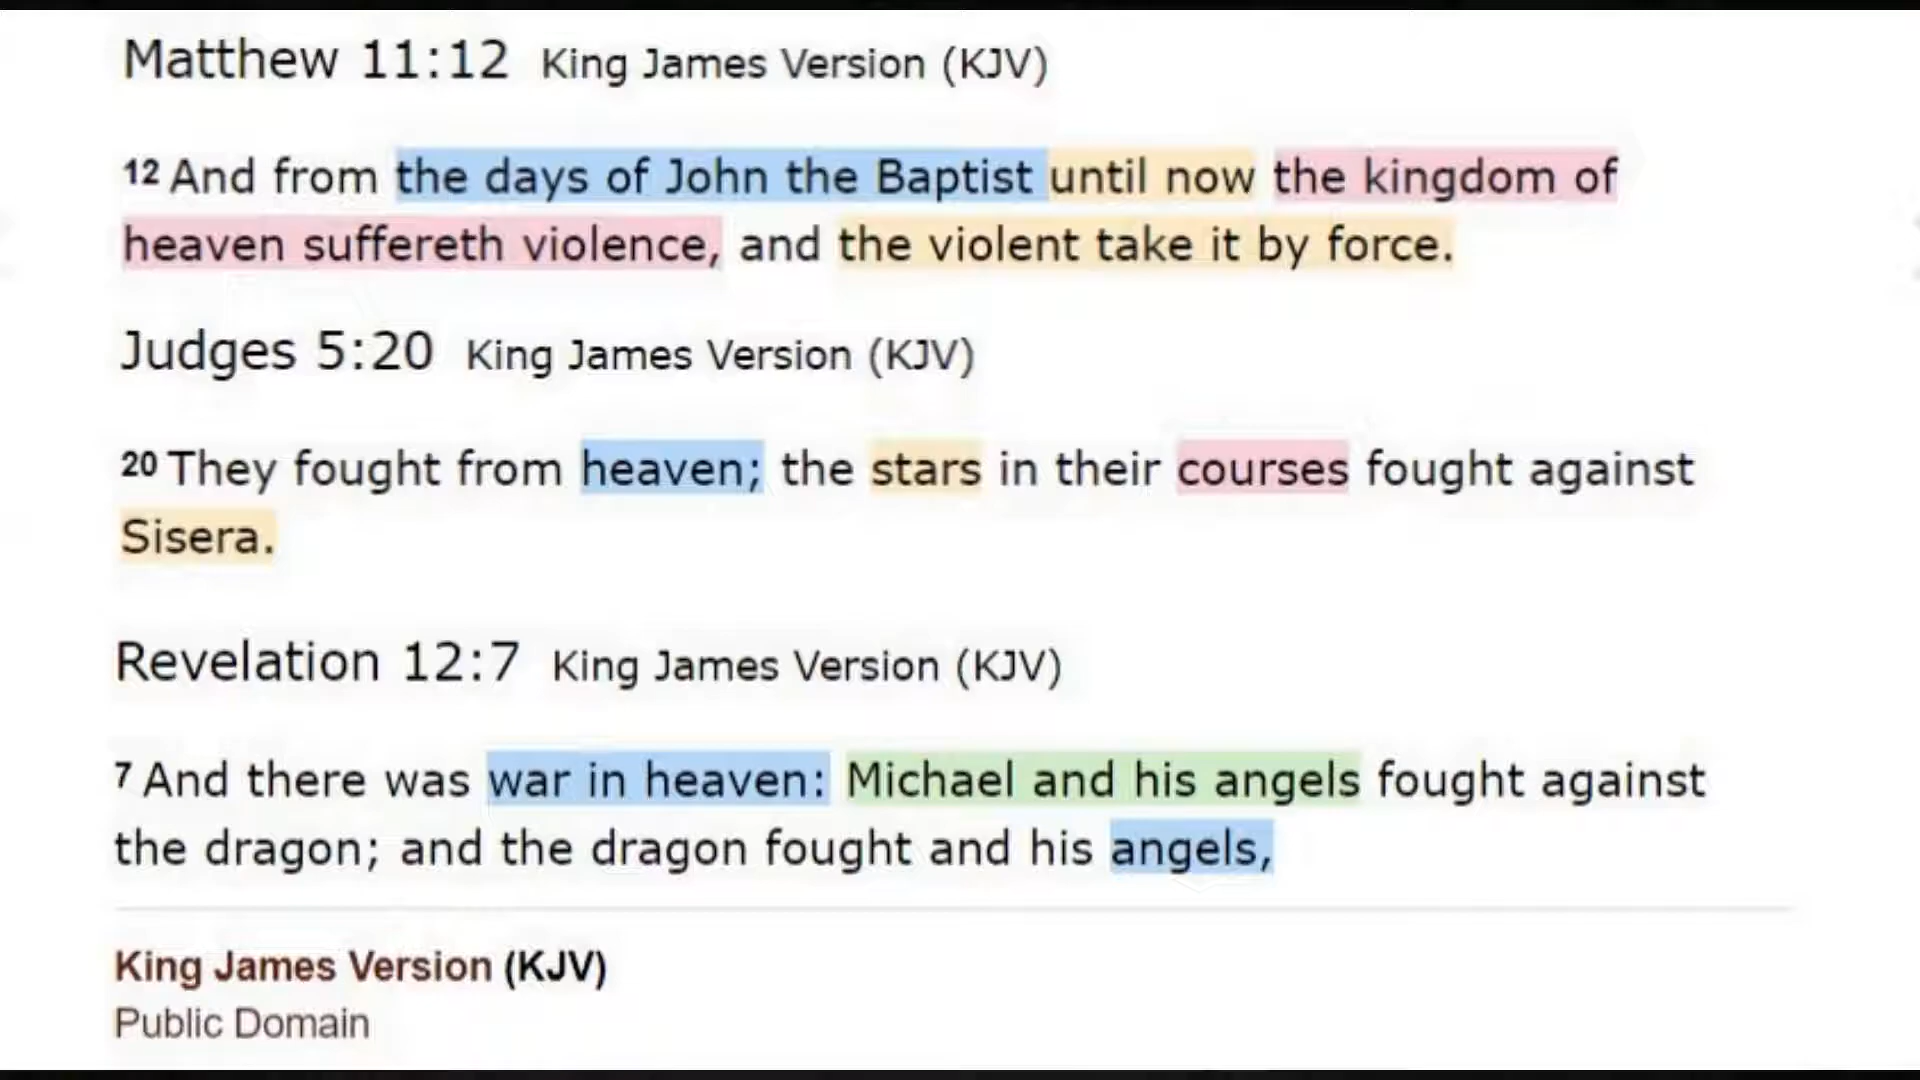 Matthew 11:12 King James Version (KJV)
12 And from the days of John the Baptist until now the kingdom of
heaven suffereth violence, and the violent take it by force.
Judges 5:20 King James Version (KJV)
20 They fought from heaven; the stars in their courses fought against
Sisera.
Revelation 12:7 King James Version (KJV)
7 And there was war in heaven: Michael and his angels fought against
the dragon; and the dragon fought and his angels,
King James Version (KJV)
Public Domain